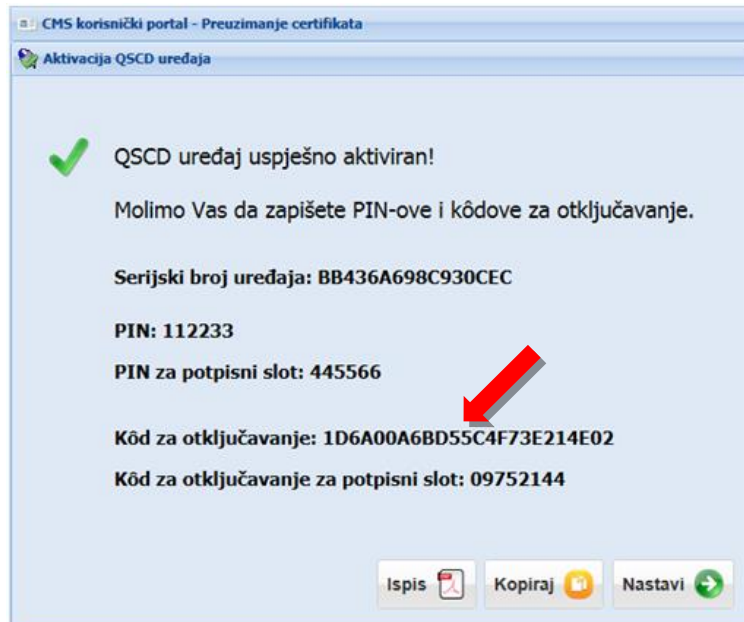 CMS korisnički portal - Preuzimanje certifikata
Aktivacija QSCD uređaja
QSCD uređaj uspješno aktiviran!
Molimo Vas da zapišete PIN-ove i kôdove za otključavanje.
Serijski broj uređaja: BB436A698C930CEC
PIN: 112233
PIN za potpisni slot: 445566
Kôd za otključavanje: 1D6A00A6BD55C4F73E214E02
Kôd za otključavanje za potpisni slot: 09752144
Ispis Kopiraj Nastavi